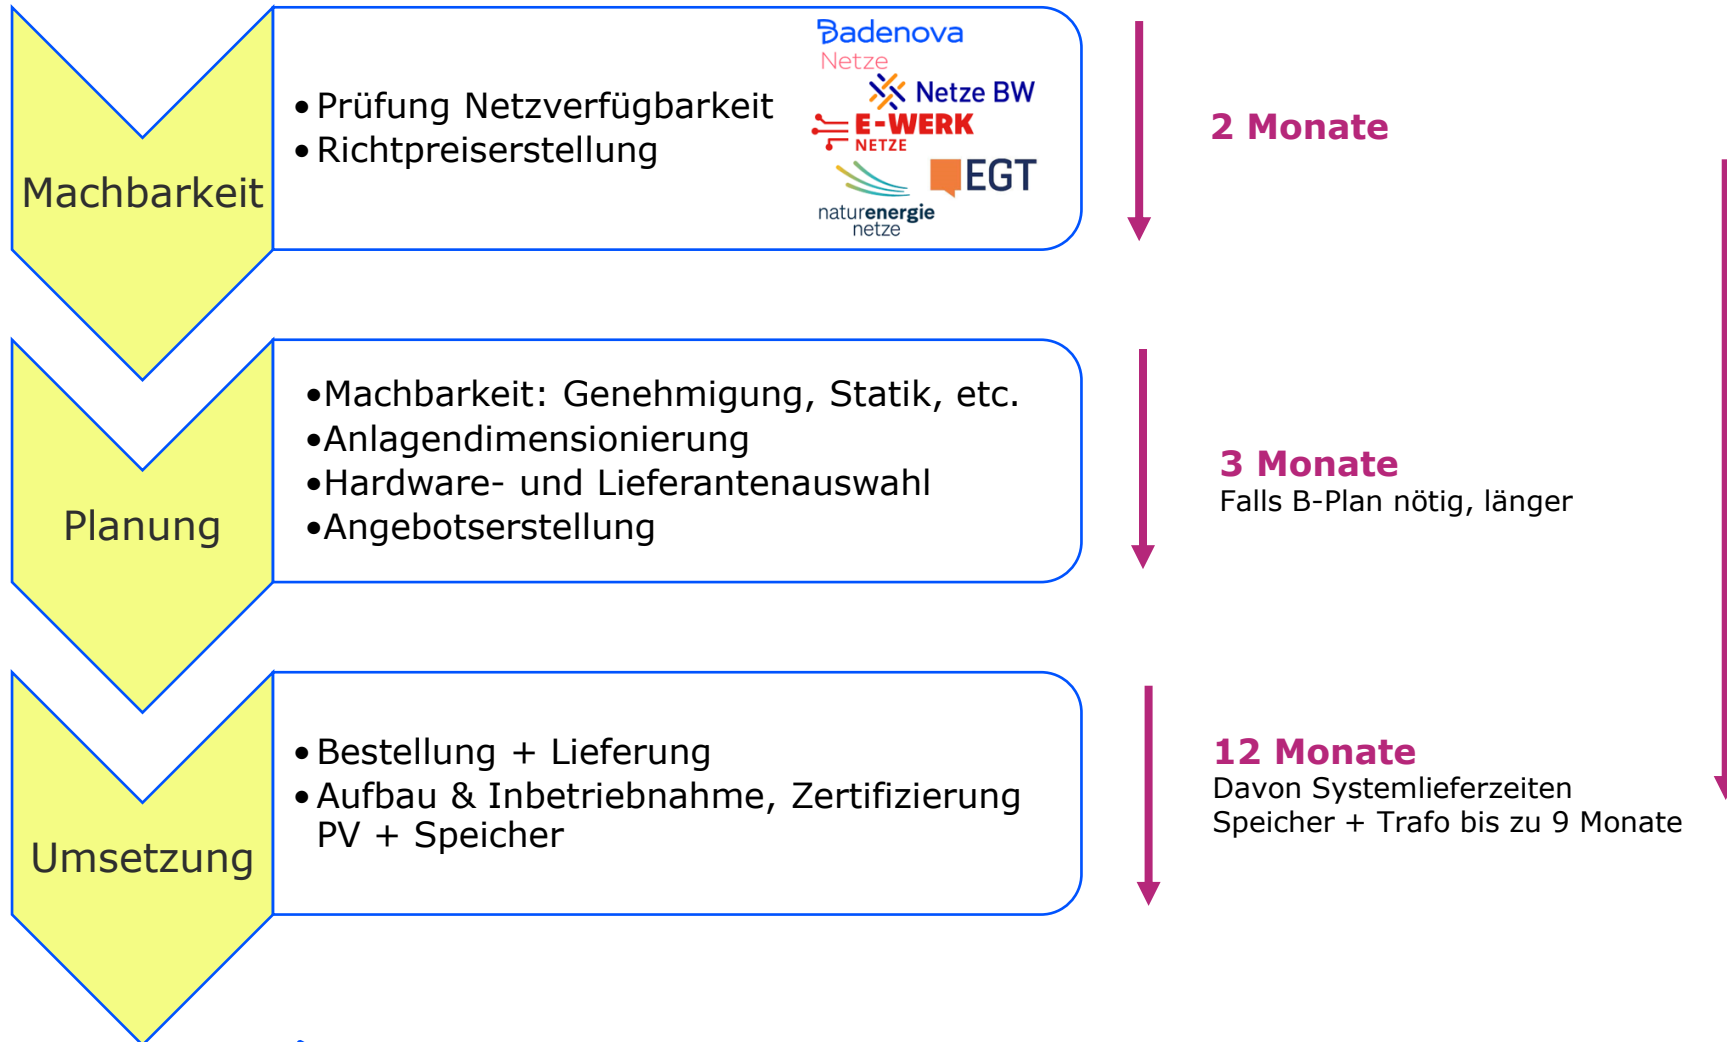 Machbarkeit
• Prüfung Netzverfügbarkeit
• Richtpreiserstellung
Badenova
Netze
Netze BW
E-WERK
NETZE
EGT
naturenergie
netze
2 Monate
Planung
•Machbarkeit: Genehmigung, Statik, etc.
•Anlagendimensionierung
•Hardware- und Lieferantenauswahl
•Angebotserstellung
3 Monate
Falls B-Plan nötig, länger
Umsetzung
• Bestellung + Lieferung
• Aufbau & Inbetriebnahme, Zertifizierung
PV + Speicher
12 Monate
Davon Systemlieferzeiten
Speicher + Trafo bis zu 9 Monate